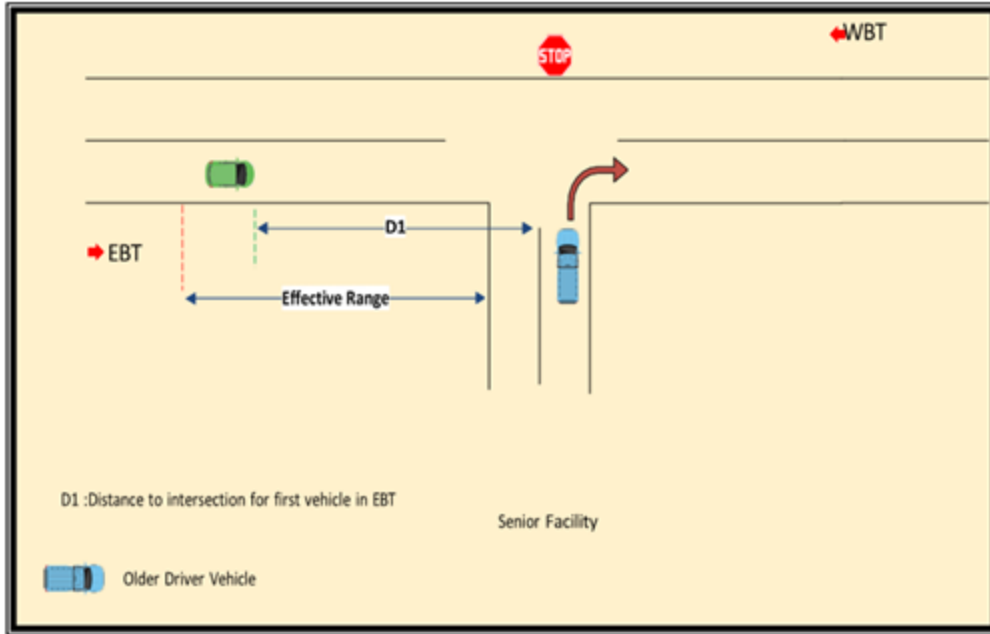 WBT
STOP
D1
EBT
Effective Range
D1 :Distance to intersection for first vehicle in EBT
Senior Facility
Older Driver Vehicle